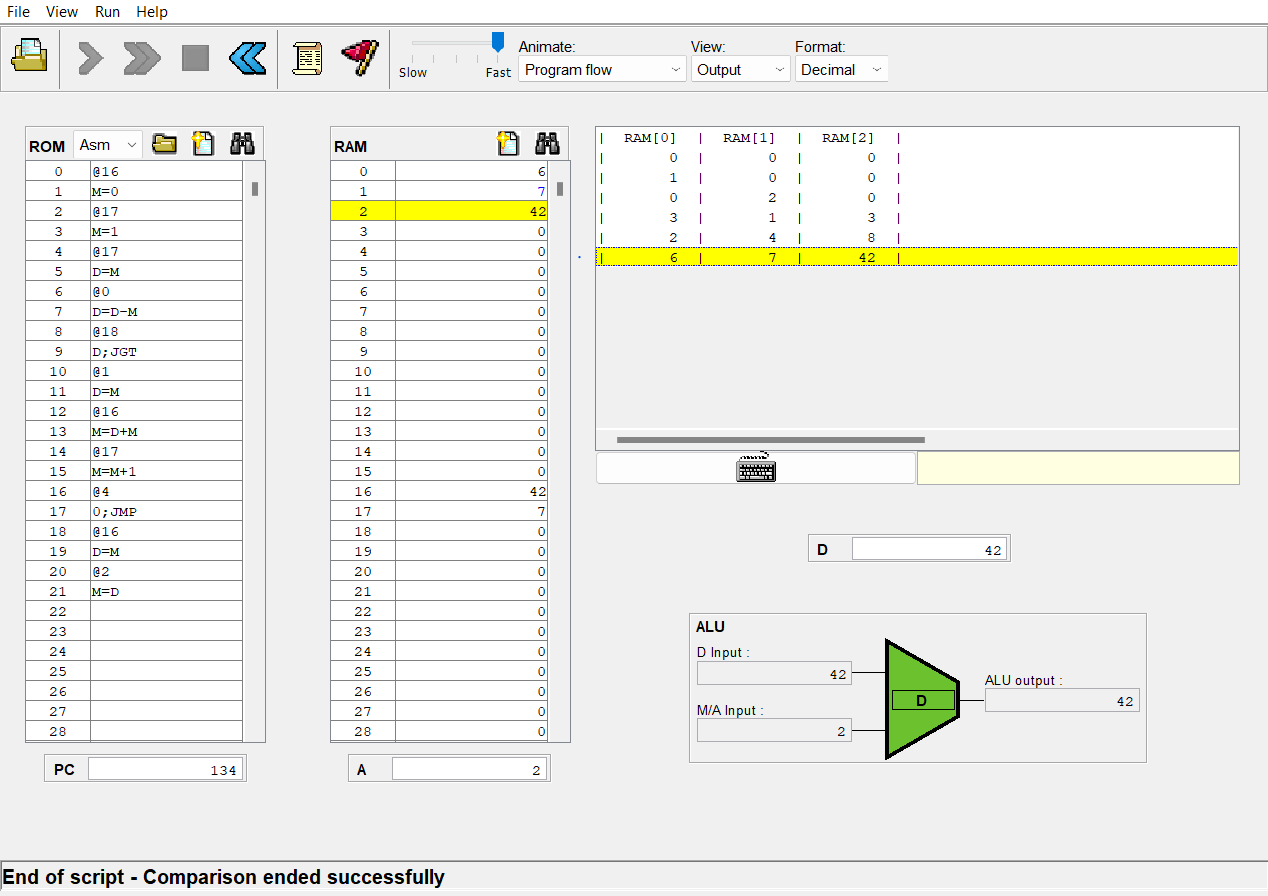 File View Run Help
Animate: View: Format:
Slow Fast Program flow Output Decimal
ROM Asm
0 @16
1 M=0
2 @17
3 M=1
4 @17
5 D=M
6 @0
7 D=D-M
8 @18
9 D;JGT
10 @1
11 D=M
12 @16
13 M=D+M
14 @17
15 M=M+1
16 @4
17 0;JMP
18 @16
19 D=M
20 @2
21 M=D
22
23
24
25
26
27
28
PC 134
RAM
0 6
1 7
2 42
3 0
4 0
5 0
6 0
7 0
8 0
9 0
10 0
11 0
12 0
13 0
14 0
15 0
16 42
17 7
18 0
19 0
20 0
21 0
22 0
23 0
24 0
25 0
26 0
27 0
28 0
A 2
| RAM[0] | RAM[1] | RAM[2] |
| 0 | 0 | 0 |
| 1 | 0 | 0 |
| 0 | 2 | 0 |
| 3 | 1 | 3 |
| 2 | 4 | 8 |
| 6 | 7 | 42 |
D 42
ALU
D Input :
42
M/A Input :
2
D
ALU output :
42
End of script - Comparison ended successfully